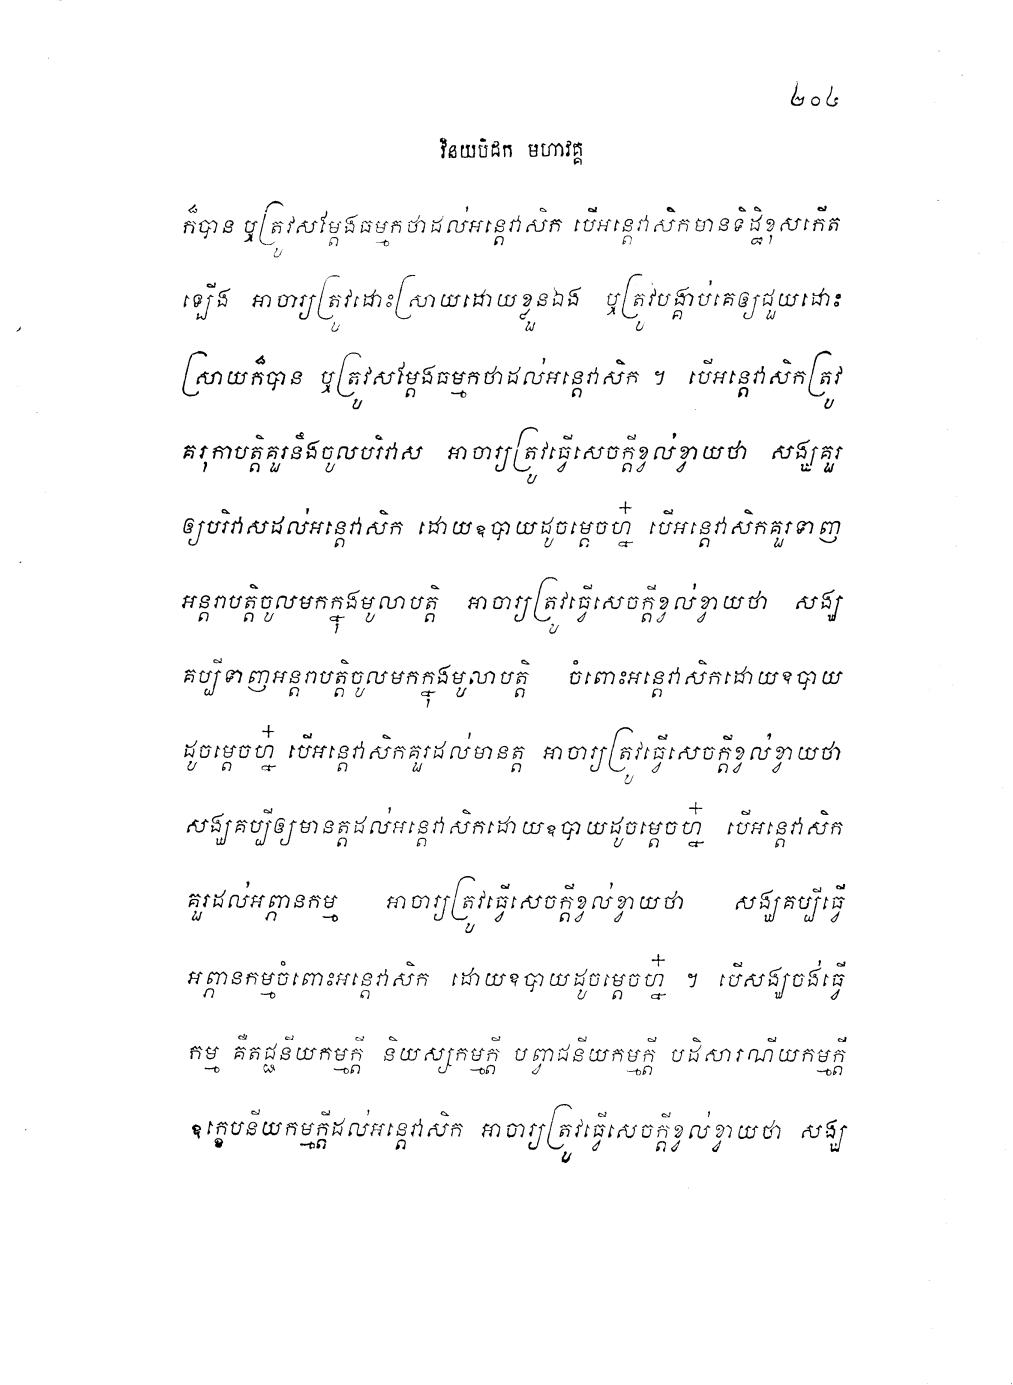 ២០៤
វិនយបិដក មហាវគ្គ
ក៏បាន ឬត្រូវសម្តែងធម្មកថាដល់អន្តេវាសិក បើអន្តេវាសិកមានទិដ្ឋិខុសកើត
ឡើង អាចារ្យត្រូវដោះស្រាយដោយខ្លួនឯង ឬត្រូវបង្គាប់គេឲ្យជួយដោះ
ស្រាយក៏បាន ឬត្រូវសម្តែងធម្មកថាដល់អន្តេវាសិក ។ បើអន្តេវាសិកត្រូវ
គរុកាបត្តិគួរនឹងចូលបរិវាស អាចារ្យត្រូវធ្វើសេចក្តីខ្វល់ខ្វាយថា សង្ឃគួរ
ឲ្យបរិវាសដល់អន្តេវាសិក ដោយឧបាយដូចម្តេចហ្ន៎ បើអន្តេវាសិកគួរទាញ
អន្តរាបត្តិចូលមកក្នុងមូលាបត្តិ អាចារ្យត្រូវធ្វើសេចក្តីខ្វល់ខ្វាយថា សង្ឃ
គប្បីទាញអន្តរាបត្តិចូលមកក្នុងមូលាបត្តិ ចំពោះអន្តេវាសិកដោយឧបាយ
ដូចម្តេចហ្ន៎ បើអន្តេវាសិកគួរដល់មានត្ត អាចារ្យត្រូវធ្វើសេចក្តីខ្វល់ខ្វាយថា
សង្ឃគប្បីឲ្យមានត្តដល់អន្តេវាសិកដោយឧបាយដូចម្តេចហ្ន៎ បើអន្តេវាសិក
គួរដល់អព្ភានកម្ម អាចារ្យត្រូវធ្វើសេចក្តីខ្វល់ខ្វាយថា សង្ឃគប្បីធ្វើ
អព្ភានកម្មចំពោះអន្តេវាសិក ដោយឧបាយដូចម្តេចហ្ន៎ ។ បើសង្ឃចង់ធ្វើ
កម្ម គឺតជ្ជនីយកម្មក្តី និយស្សកម្មក្តី បព្វាជនីយកម្មក្តី បដិសារណីយកម្មក្តី
ឧក្ខេបនីយកម្មក្តីដល់អន្តេវាសិក អាចារ្យត្រូវធ្វើសេចក្តីខ្វល់ខ្វាយថា សង្ឃ